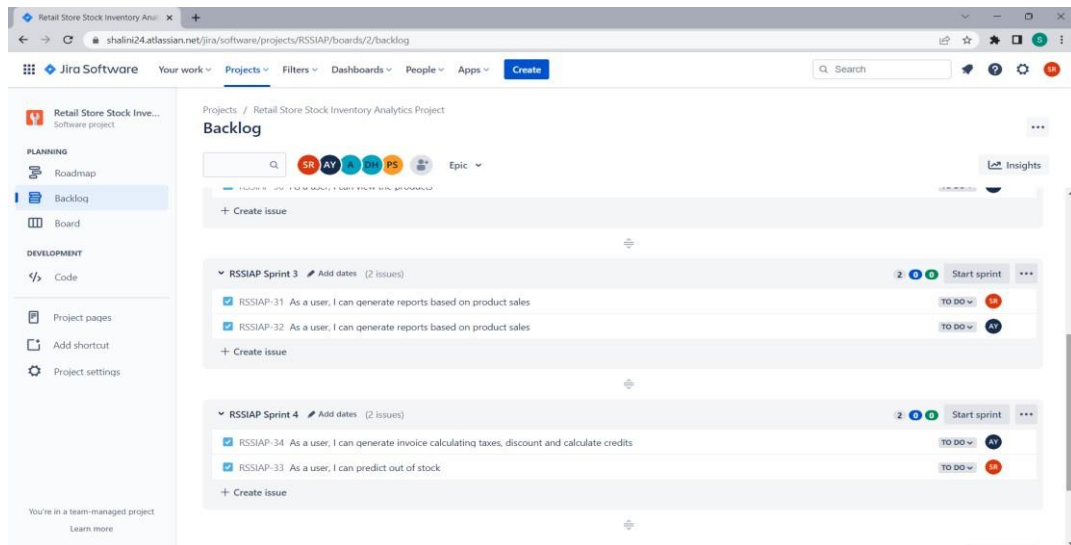 Retail Store Stock Inventory Anal
shalini24.atlassian.net/jira/software/projects/RSSIAP/boards/2/backlog
S
Jira Software Your work Projects Filters Dashboards People Apps Create Search SR
Retail Store Stock Inve...
Software project
PLANNING
Roadmap
Backlog
Board
DEVELOPMENT
Code
Project pages
Add shortcut
Project settings
You're in a team-managed project
Learn more
Projects / Retail Store Stock Inventory Analytics Project
Backlog
SR AY A DH PS Epic Insights
As a user, I can view the products
+ Create issue
RSSIAP Sprint 3 Add dates (2 issues) 2 0 0 Start sprint
RSSIAP-31 As a user, I can generate reports based on product sales TO DO SR
RSSIAP-32 As a user, I can generate reports based on product sales TO DO AY
+ Create issue
RSSIAP Sprint 4 Add dates (2 issues) 2 0 0 Start sprint
RSSIAP-34 As a user, I can generate invoice calculating taxes, discount and calculate credits TO DO AY
RSSIAP-33 As a user, I can predict out of stock TO DO SR
+ Create issue